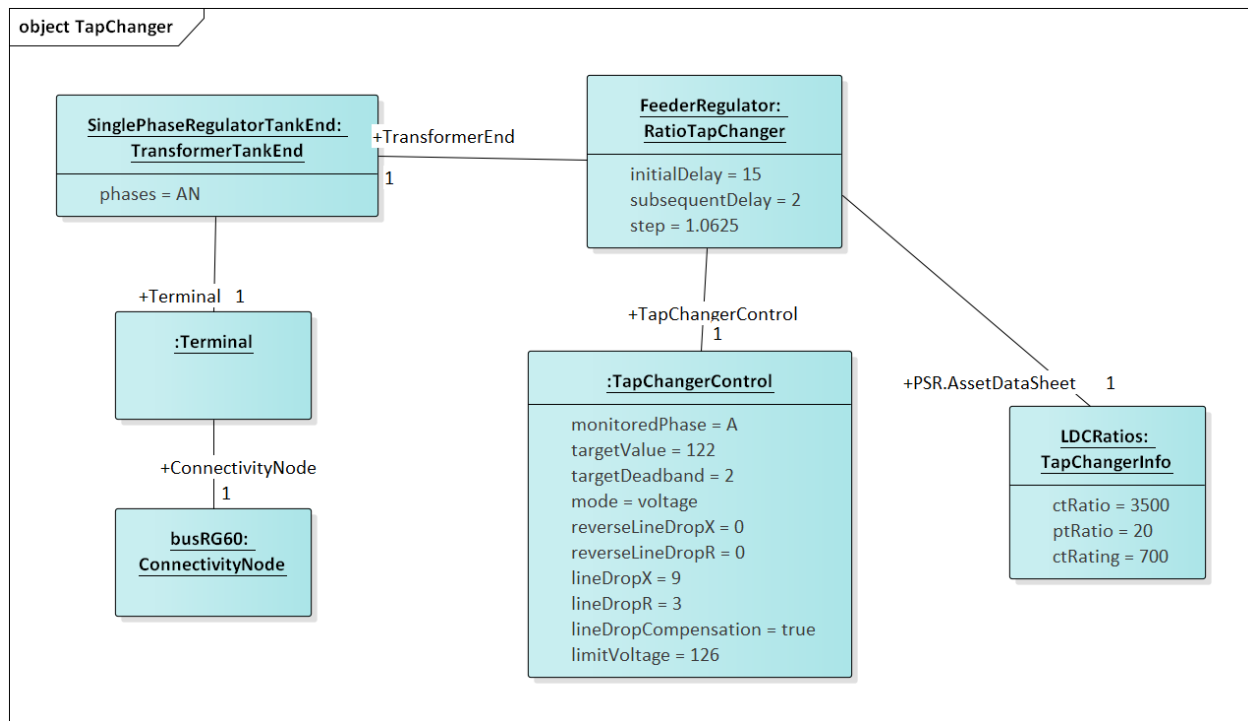 object TapChanger
SinglePhaseRegulatorTankEnd:
TransformerTankEnd
phases = AN
+TransformerEnd
1
FeederRegulator:
RatioTapChanger
initialDelay = 15
subsequentDelay = 2
step = 1.0625
+Terminal 1
:Terminal
+ConnectivityNode
1
busRG60:
ConnectivityNode
+TapChangerControl
1
:TapChangerControl
monitoredPhase = A
targetValue = 122
targetDeadband = 2
mode = voltage
reverseLineDropX = 0
reverseLineDropR = 0
lineDropX = 9
lineDropR = 3
lineDropCompensation = true
limitVoltage = 126
+PSR.AssetDataSheet 1
LDCRatios:
TapChangerInfo
ctRatio = 3500
ptRatio = 20
ctRating = 700